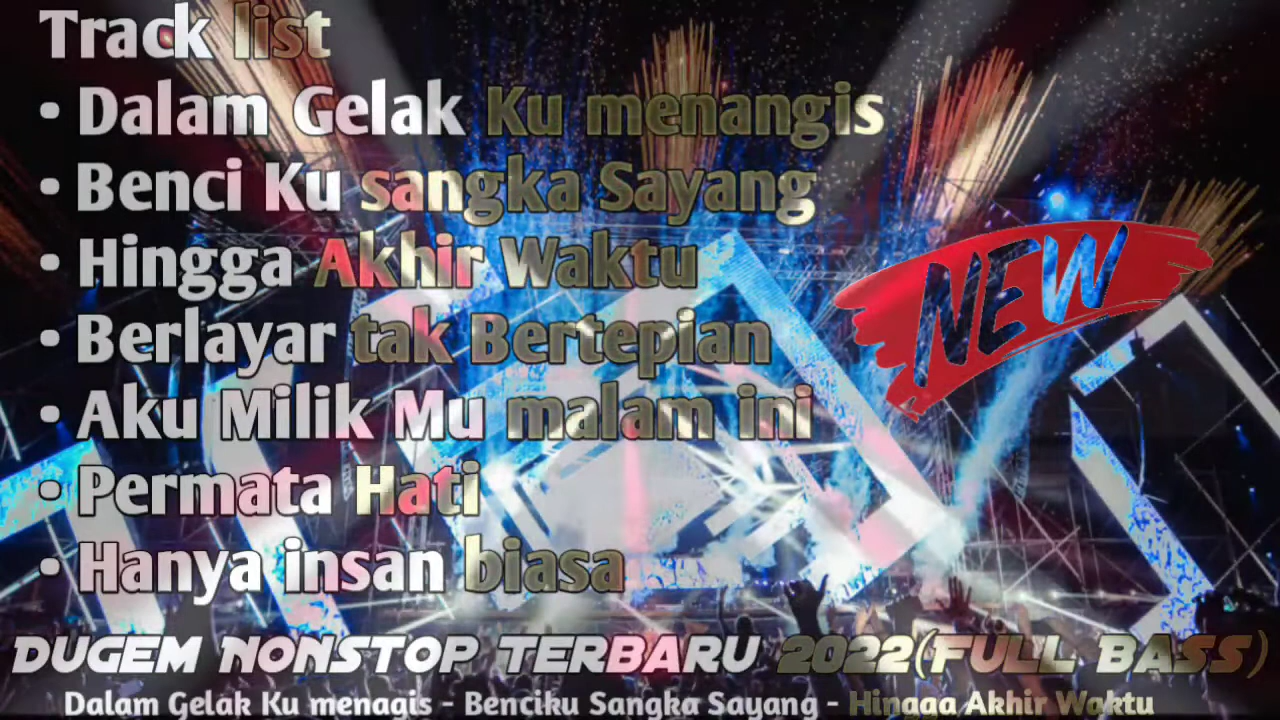 Track list
• Dalam Gelak Ku menangis
• Benci Ku sangka Sayang
• Hingga Akhir Waktu
• Berlayar tak Bertepian
• Aku Milik Mu malam ini
• Permata Hati
• Hanya insan biasa
NEW
DUGEM NONSTOP TERBARU 2022(FULL BASS)
Dalam Gelak Ku menagis - Benciku Sangka Sayang - Hingga Akhir Waktu